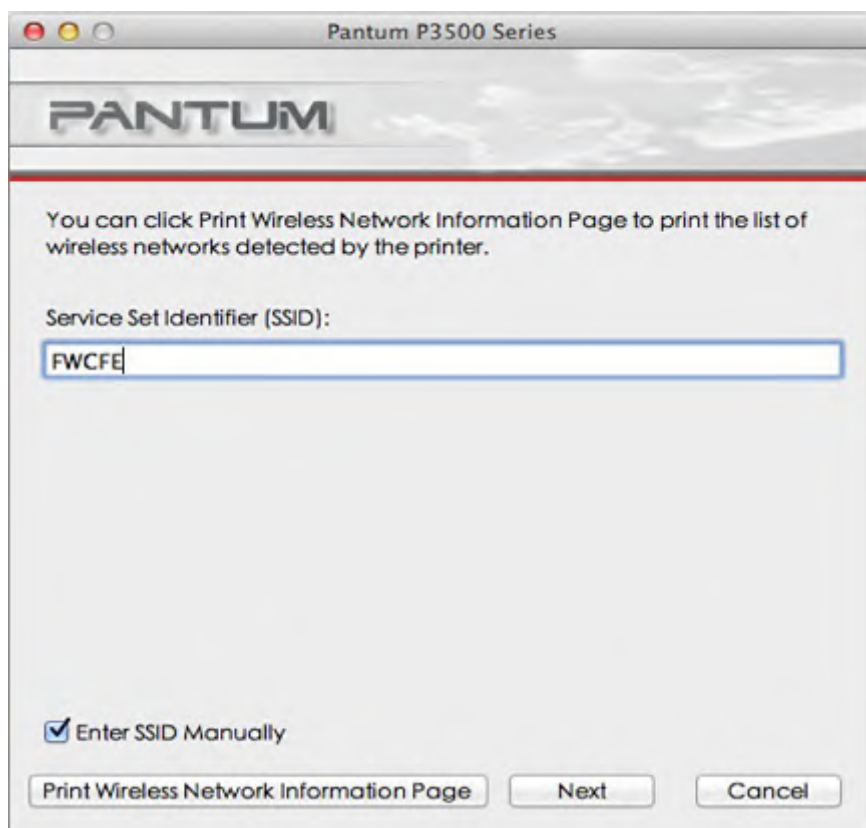 Pantum P3500 Series
PANTUM
You can click Print Wireless Network Information Page to print the list of
wireless networks detected by the printer.
Service Set Identifier (SSID):
FWCFE
Enter SSID Manually
Print Wireless Network Information Page Next Cancel